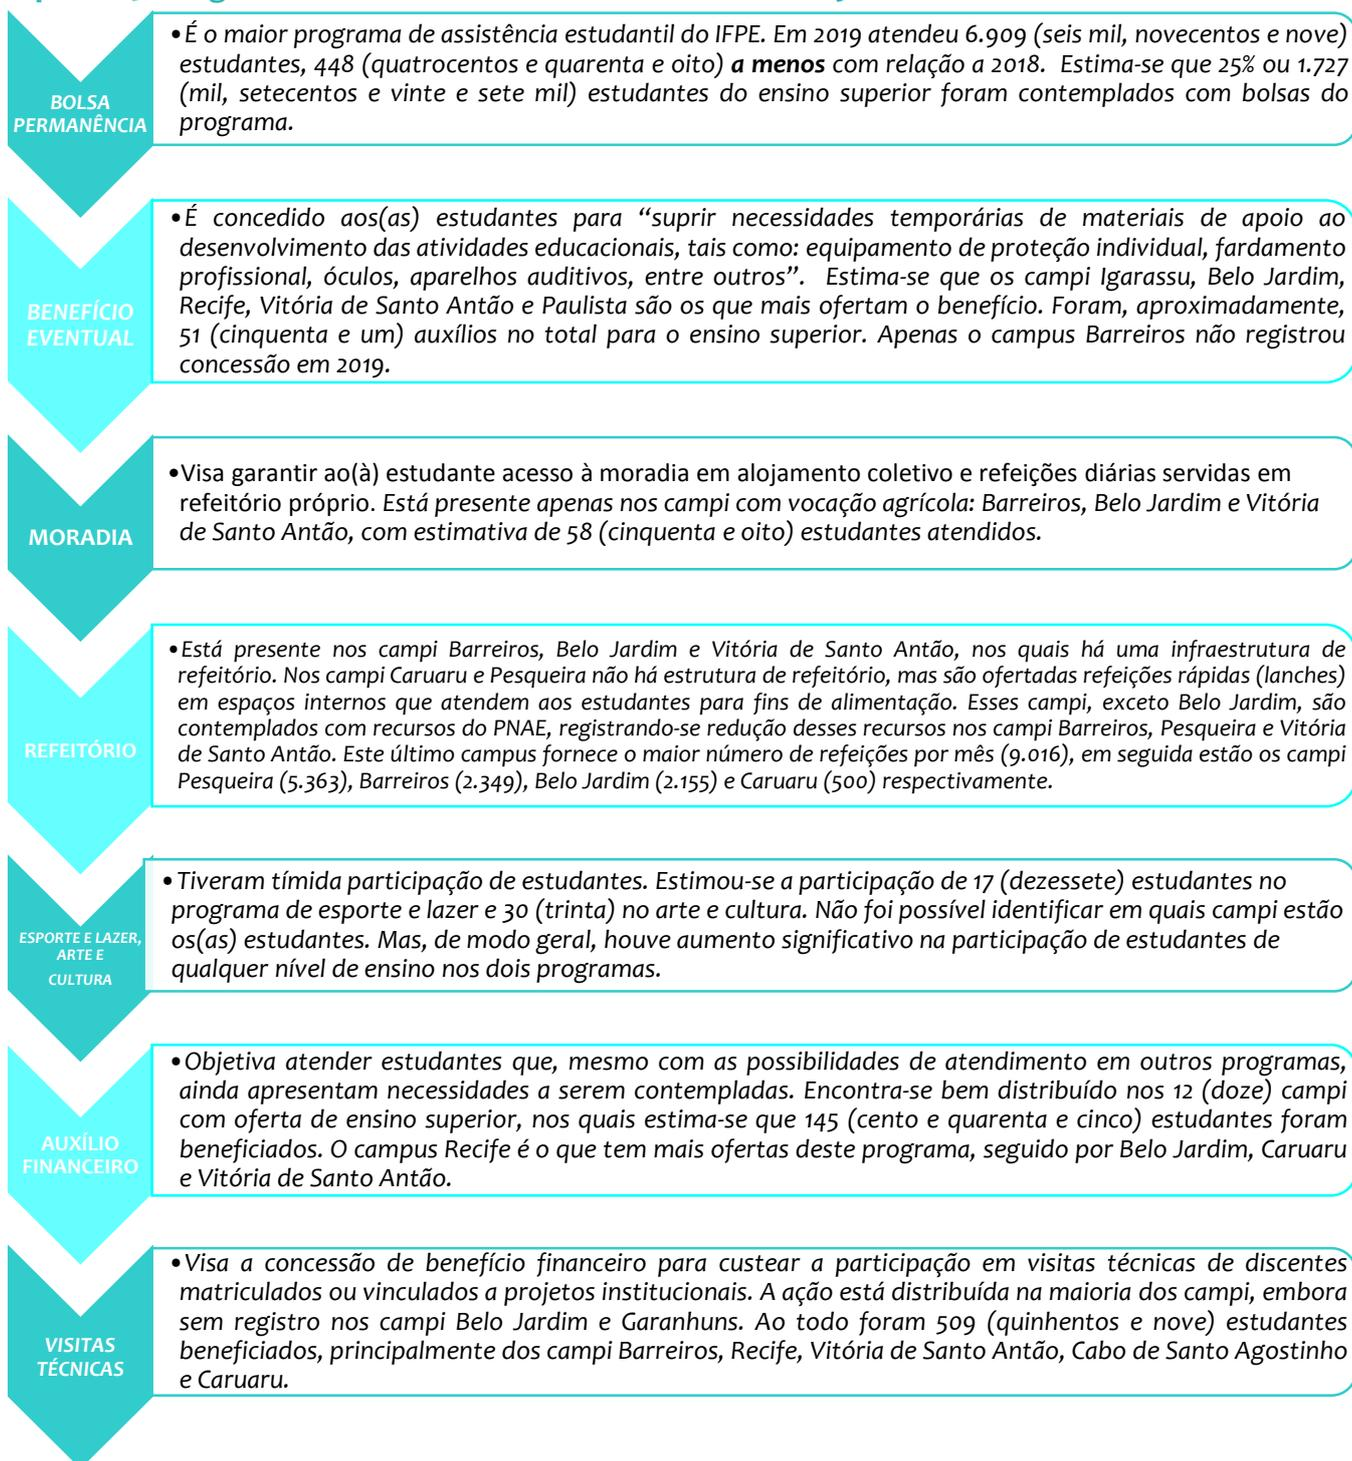 BOLSA
PERMANÊNCIA
•É o maior programa de assistência estudantil do IFPE. Em 2019 atendeu 6.909 (seis mil, novecentos e nove)
estudantes, 448 (quatrocentos e quarenta e oito) a menos com relação a 2018. Estima-se que 25% ou 1.727
(mil, setecentos e vinte e sete mil) estudantes do ensino superior foram contemplados com bolsas do
programa.
BENEFÍCIO
EVENTUAL
•É concedido aos(as) estudantes para “suprir necessidades temporárias de materiais de apoio ao
desenvolvimento das atividades educacionais, tais como: equipamento de proteção individual, fardamento
profissional, óculos, aparelhos auditivos, entre outros”. Estima-se que os campi Igarassu, Belo Jardim,
Recife, Vitória de Santo Antão e Paulista são os que mais ofertam o benefício. Foram, aproximadamente,
51 (cinquenta e um) auxílios no total para o ensino superior. Apenas o campus Barreiros não registrou
concessão em 2019.
MORADIA
•Visa garantir ao(à) estudante acesso à moradia em alojamento coletivo e refeições diárias servidas em
refeitório próprio. Está presente apenas nos campi com vocação agrícola: Barreiros, Belo Jardim e Vitória
de Santo Antão, com estimativa de 58 (cinquenta e oito) estudantes atendidos.
REFEITÓRIO
•Está presente nos campi Barreiros, Belo Jardim e Vitória de Santo Antão, nos quais há uma infraestrutura de
refeitório. Nos campi Caruaru e Pesqueira não há estrutura de refeitório, mas são ofertadas refeições rápidas (lanches)
em espaços internos que atendem aos estudantes para fins de alimentação. Esses campi, exceto Belo Jardim, são
contemplados com recursos do PNAE, registrando-se redução desses recursos nos campi Barreiros, Pesqueira e Vitória
de Santo Antão. Este último campus fornece o maior número de refeições por mês (9.016), em seguida estão os campi
Pesqueira (5.363), Barreiros (2.349), Belo Jardim (2.155) e Caruaru (500) respectivamente.
ESPORTE E LAZER,
ARTE E
CULTURA
•Tiveram tímida participação de estudantes. Estimou-se a participação de 17 (dezessete) estudantes no
programa de esporte e lazer e 30 (trinta) no arte e cultura. Não foi possível identificar em quais campi estão
os(as) estudantes. Mas, de modo geral, houve aumento significativo na participação de estudantes de
qualquer nível de ensino nos dois programas.
AUXÍLIO
FINANCEIRO
•Objetiva atender estudantes que, mesmo com as possibilidades de atendimento em outros programas,
ainda apresentam necessidades a serem contempladas. Encontra-se bem distribuído nos 12 (doze) campi
com oferta de ensino superior, nos quais estima-se que 145 (cento e quarenta e cinco) estudantes foram
beneficiados. O campus Recife é o que tem mais ofertas deste programa, seguido por Belo Jardim, Caruaru
e Vitória de Santo Antão.
VISITAS
TÉCNICAS
•Visa a concessão de benefício financeiro para custear a participação em visitas técnicas de discentes
matriculados ou vinculados a projetos institucionais. A ação está distribuída na maioria dos campi, embora
sem registro nos campi Belo Jardim e Garanhuns. Ao todo foram 509 (quinhentos e nove) estudantes
beneficiados, principalmente dos campi Barreiros, Recife, Vitória de Santo Antão, Cabo de Santo Agostinho
e Caruaru.